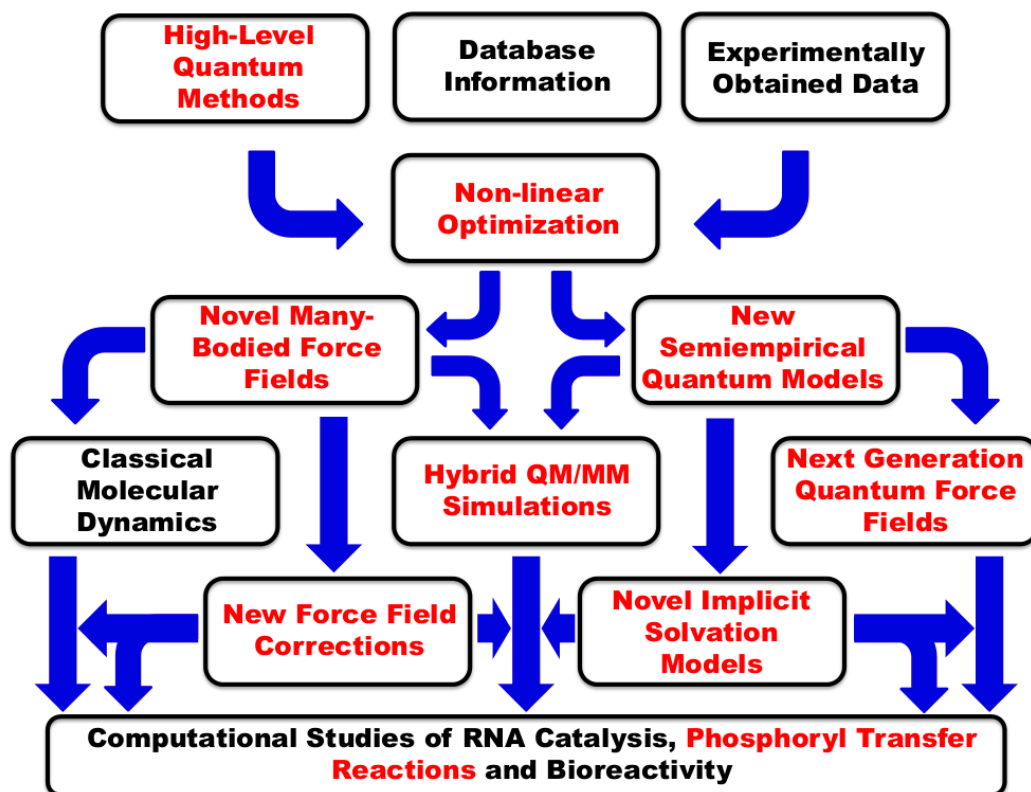 High-Level
Quantum
Methods
Database
Information
Experimentally
Obtained Data
Non-linear
Optimization
Novel Many-
Bodied Force
Fields
New
Semiempirical
Quantum Models
Classical
Molecular
Dynamics
Hybrid QM/MM
Simulations
Next Generation
Quantum Force
Fields
New Force Field
Corrections
Novel Implicit
Solvation
Models
Computational Studies of RNA Catalysis, Phosphoryl Transfer
Reactions and Bioreactivity